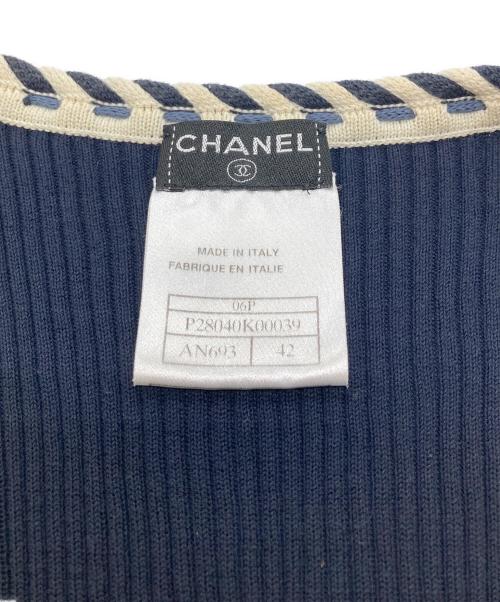 CHANEL
MADE IN ITALY
FABRIQUE EN ITALIE
06P
P28040K00039
AN693 42